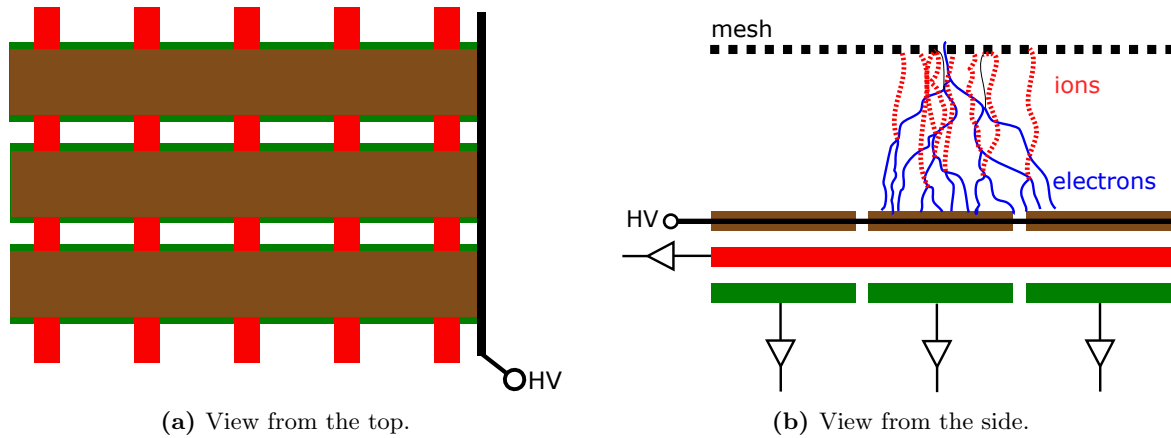 mesh
ions
electrons
HV
HV
(a) View from the top.
(b) View from the side.